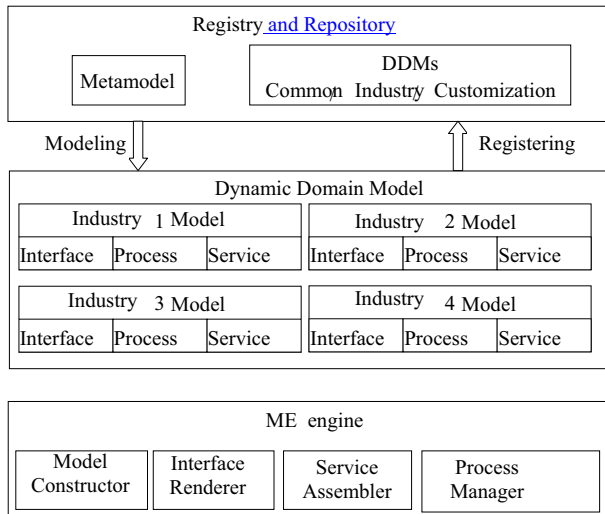 Registry and Repository
Metamodel
DDMs
Common/ Industry/ Customization
Modeling
Registering
Dynamic Domain Model
Industry 1 Model
Interface Process Service
Industry 2 Model
Interface Process Service
Industry 3 Model
Interface Process Service
Industry 4 Model
Interface Process Service
ME engine
Model
Constructor
Interface
Renderer
Service
Assembler
Process
Manager